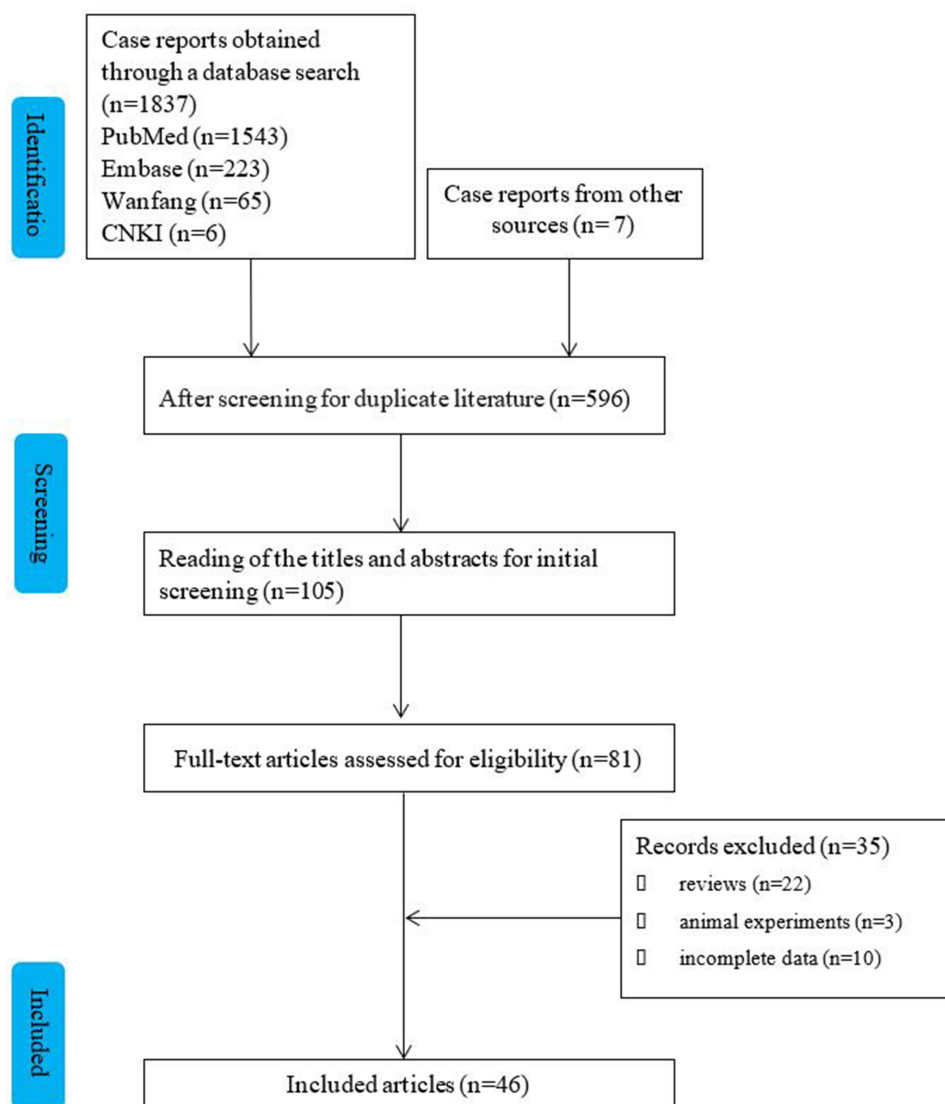 Identificatio
Case reports obtained
through a database search
(n=1837)
PubMed (n=1543)
Embase (n=223)
Wanfang (n=65)
CNKI (n=6)
Case reports from other
sources (n= 7)
After screening for duplicate literature (n=596)
Screening
Reading of the titles and abstracts for initial
screening (n=105)
Full-text articles assessed for eligibility (n=81)
Records excluded (n=35)
reviews (n=22)
animal experiments (n=3)
incomplete data (n=10)
Included
Included articles (n=46)